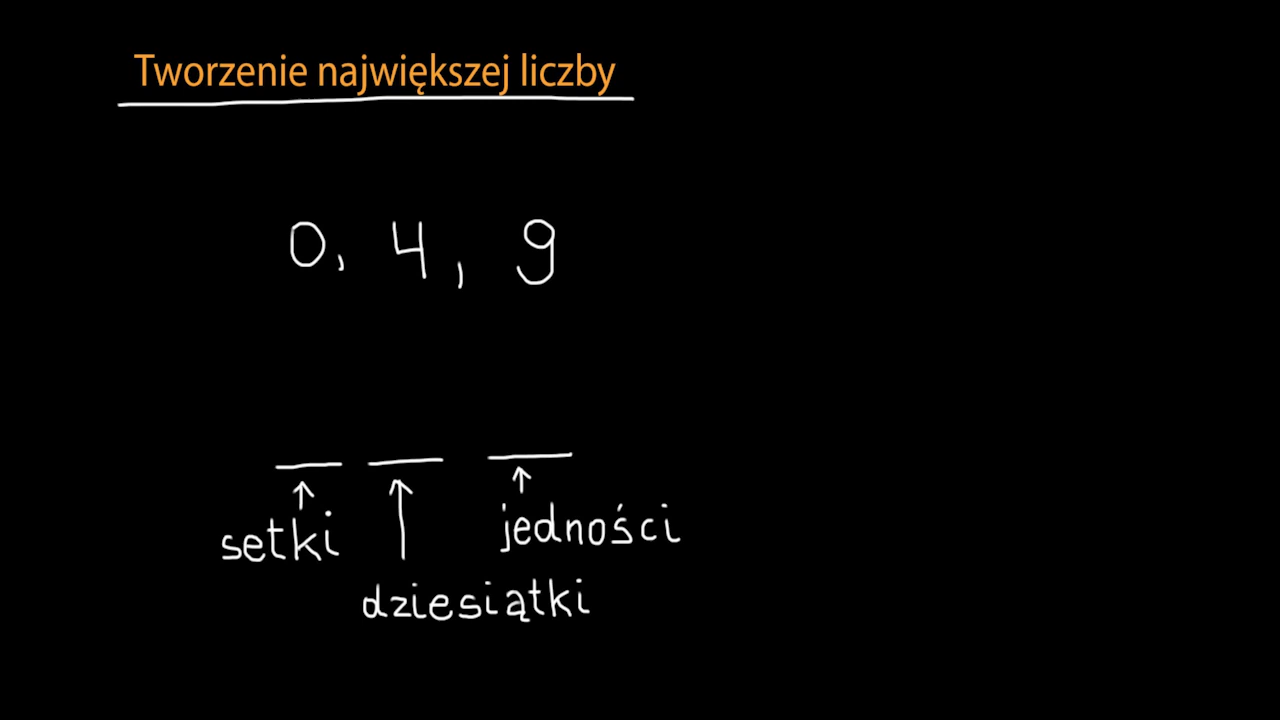 Tworzenie największej liczby
0, 4, 9
setki
jedności
dziesiątki